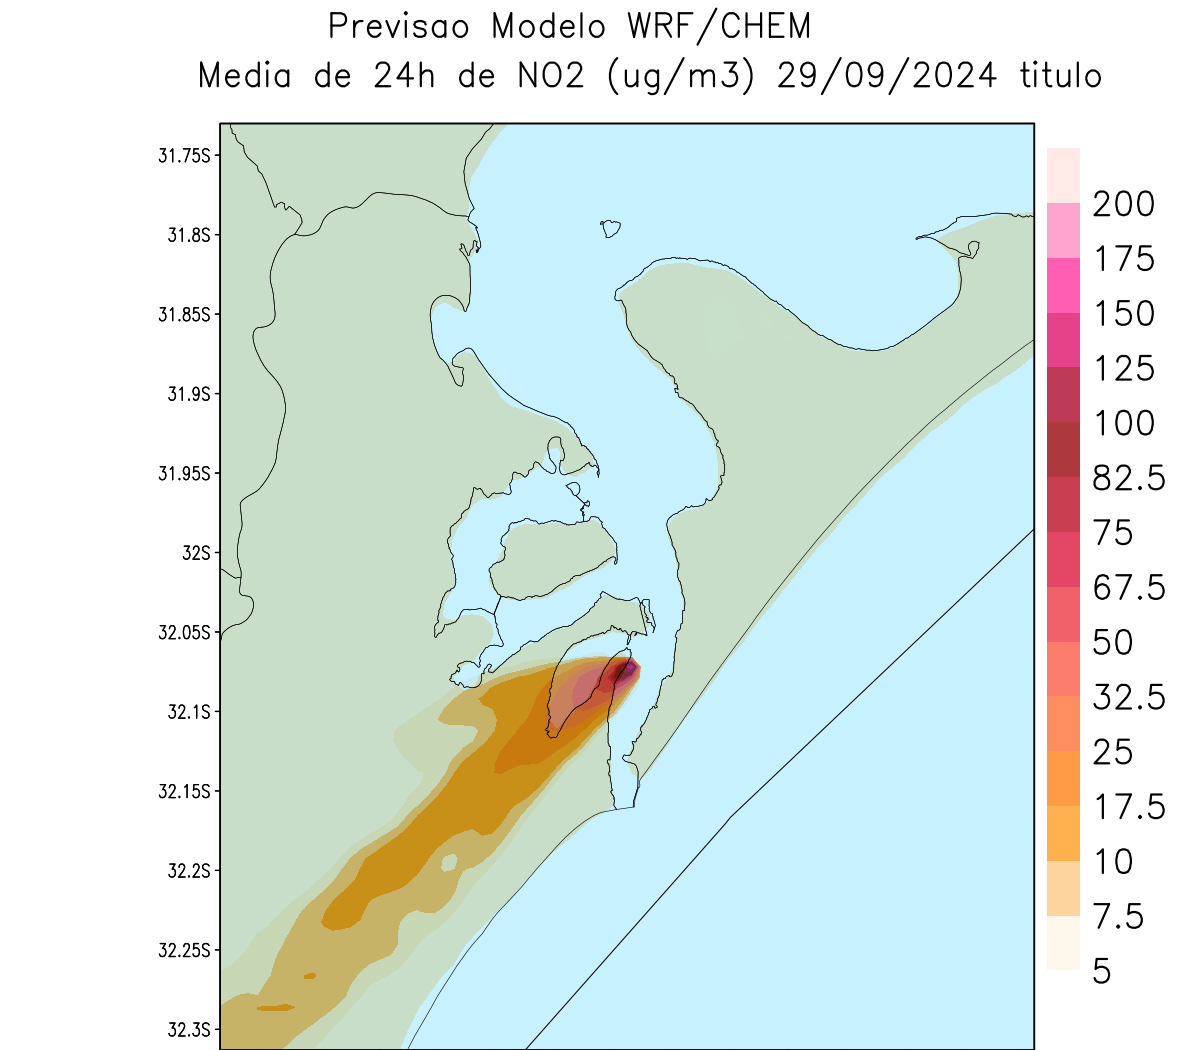 Previsao Modelo WRF/CHEM
Media de 24h de NO2 (ug/m3) 29/09/2024 titulo
31.75S
31.8S
31.85S
31.9S
31.95S
32S
32.05S
32.1S
32.15S
32.2S
32.25S
32.3S
200
175
150
125
100
82.5
75
67.5
50
32.5
25
17.5
10
7.5
5